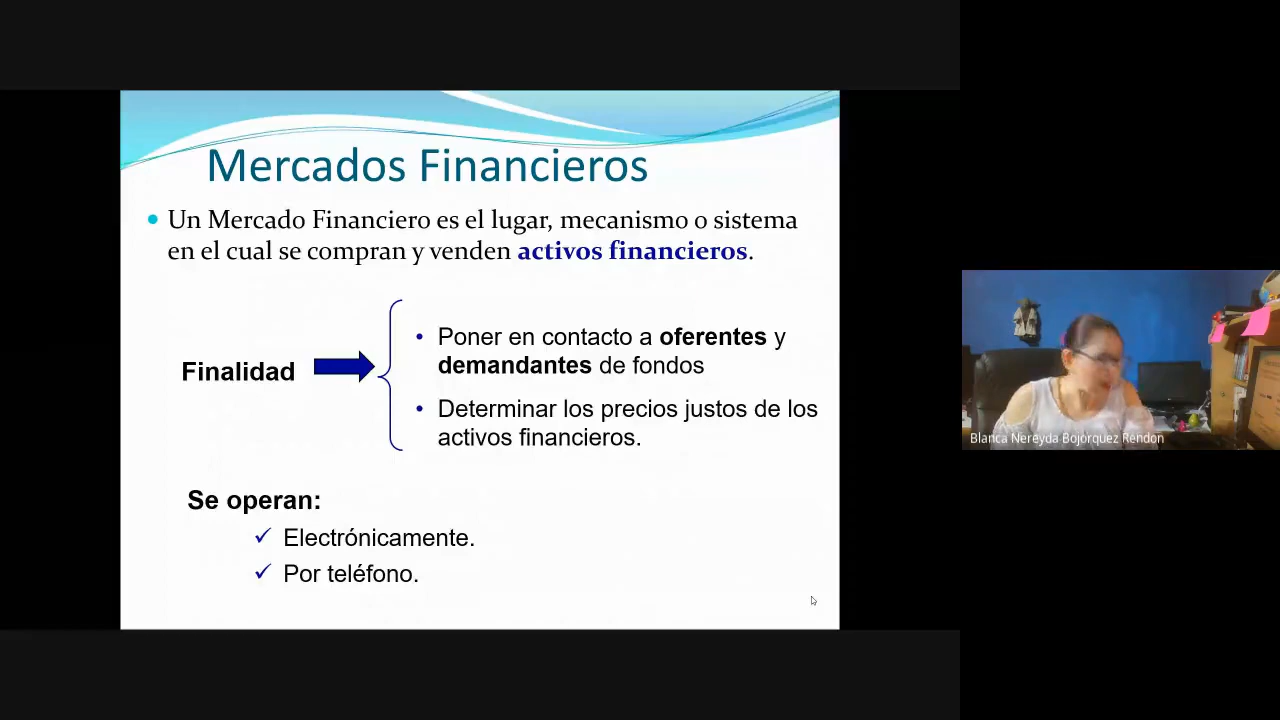 Mercados Financieros
• Un Mercado Financiero es el lugar, mecanismo o sistema
en el cual se compran y venden activos financieros.
• Poner en contacto a oferentes y
demandantes de fondos
Finalidad
• Determinar los precios justos de los
activos financieros.
Se operan:
✓ Electrónicamente.
✓ Por teléfono.
Blanca Nereyda Bojorquez Rendon